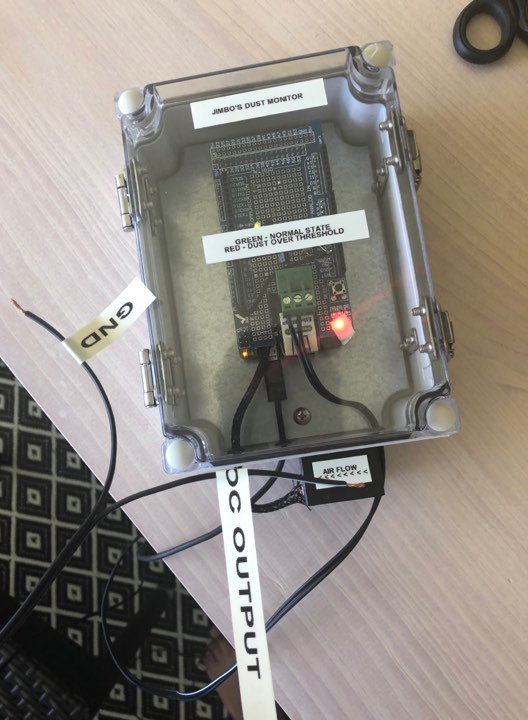 JIMBO'S DUST MONITOR
GREEN - NORMAL STATE
RED - DUST OVER THRESHOLD
GND
AIR FLOW
<<<<<<<
DC OUTPUT